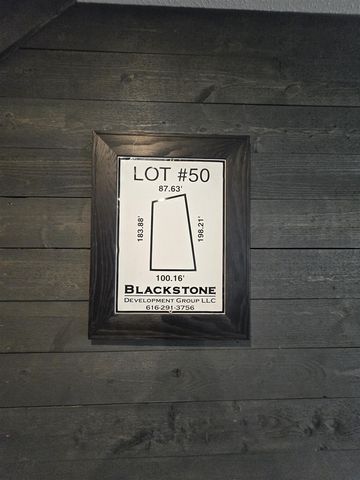 LOT #50
87.63'
183.88'
198.21'
100.16'
BLACKSTONE
DEVELOPMENT GROUP LLC
616-291-3756